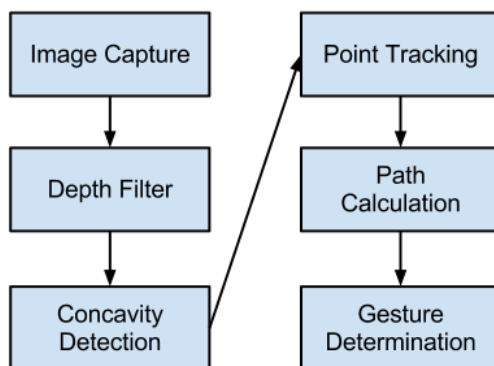 Image Capture
Depth Filter
Concavity
Detection
Point Tracking
Path
Calculation
Gesture
Determination